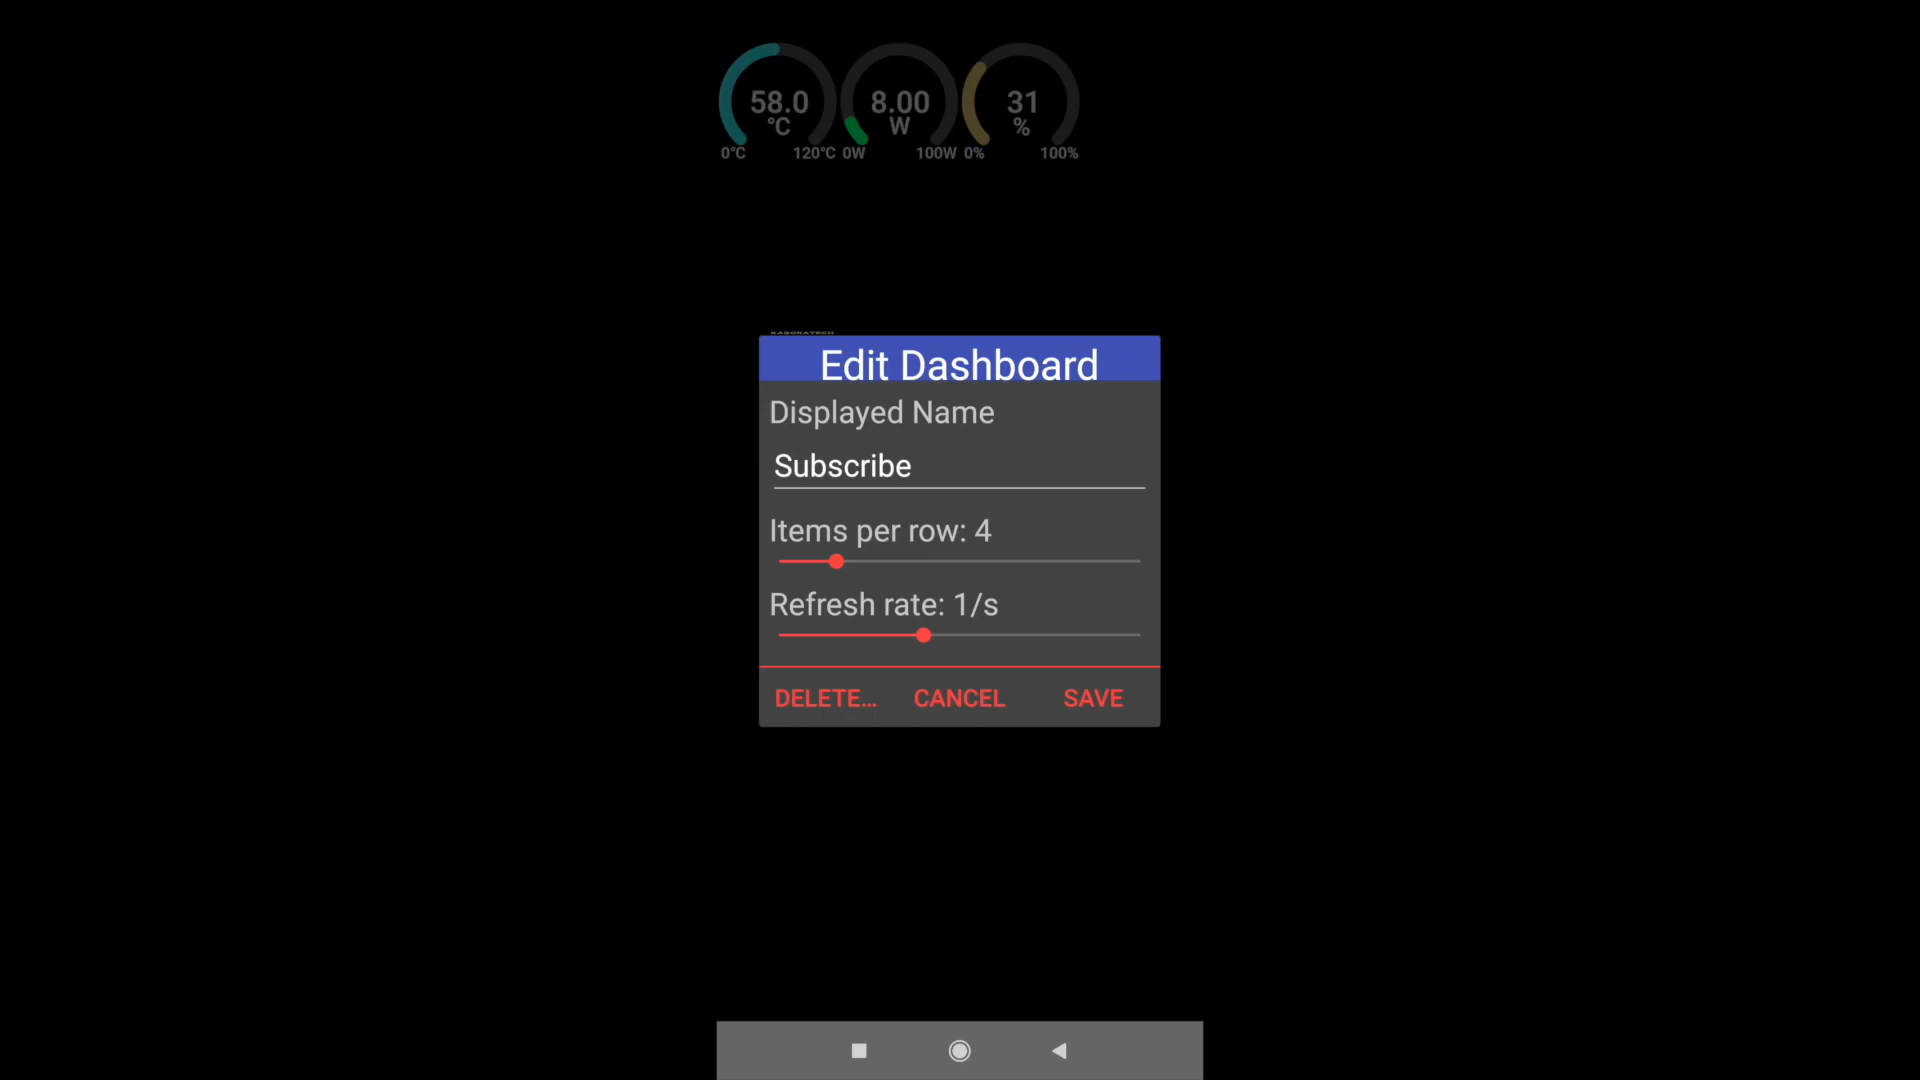 58.0 8.00 31
°C W %
0°C 120°C 0W 100W 0% 100%
Edit Dashboard
Displayed Name
Subscribe
Items per row: 4
Refresh rate: 1/s
DELETE... CANCEL SAVE